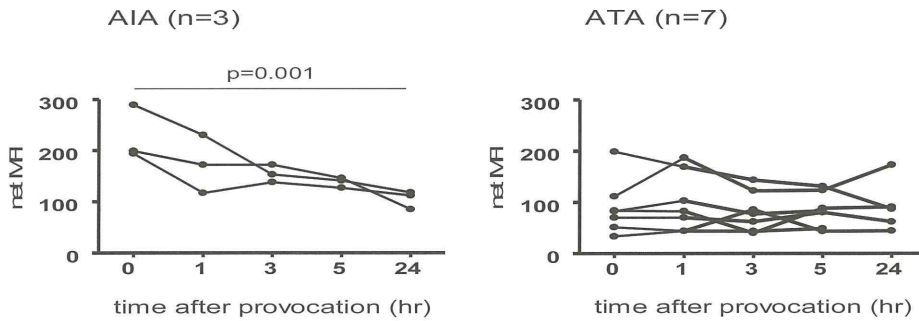 AIA (n=3)
p=0.001
300
200
100
0
net MFI
0 1 3 5 24
time after provocation (hr)
ATA (n=7)
300
200
100
0
net MFI
0 1 3 5 24
time after provocation (hr)